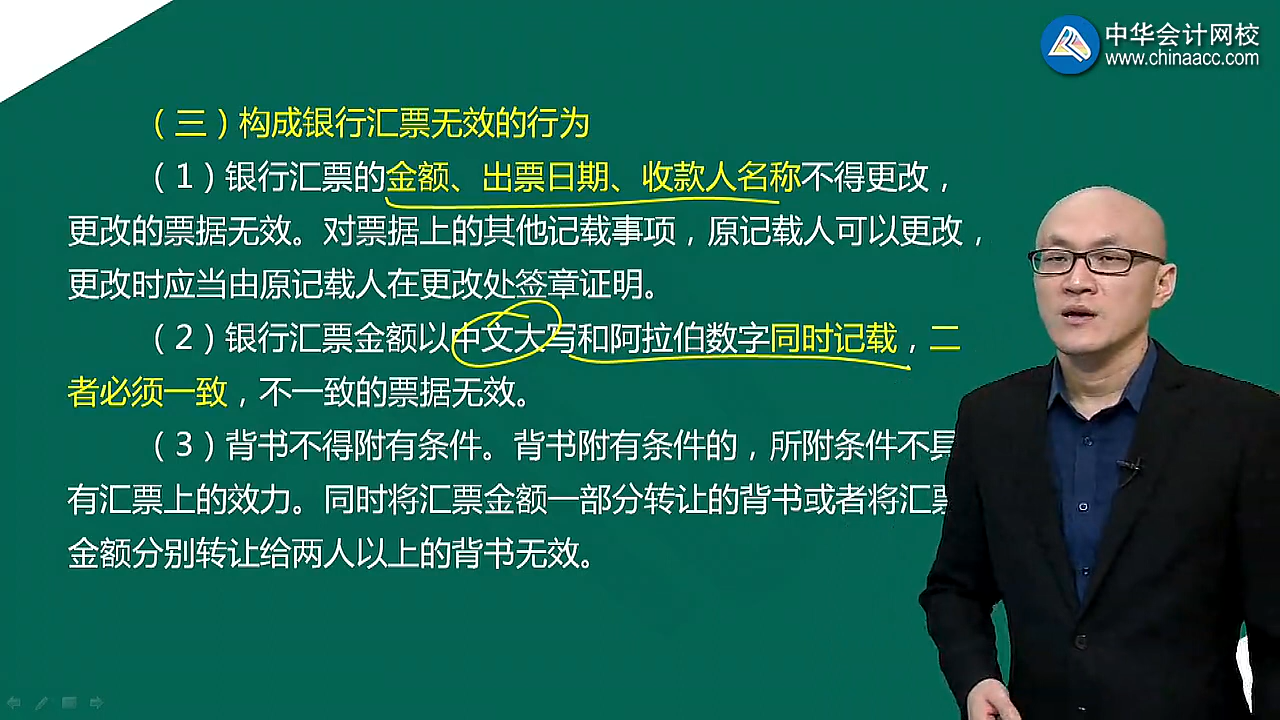 中华会计网校
www.chinaacc.com
（三）构成银行汇票无效的行为
（1）银行汇票的金额、出票日期、收款人名称不得更改，
更改的票据无效。对票据上的其他记载事项，原记载人可以更改，
更改时应当由原记载人在更改处签章证明。
（2）银行汇票金额以中文大写和阿拉伯数字同时记载，二
者必须一致，不一致的票据无效。
（3）背书不得附有条件。背书附有条件的，所附条件不具
有汇票上的效力。同时将汇票金额一部分转让的背书或者将汇票
金额分别转让给两人以上的背书无效。